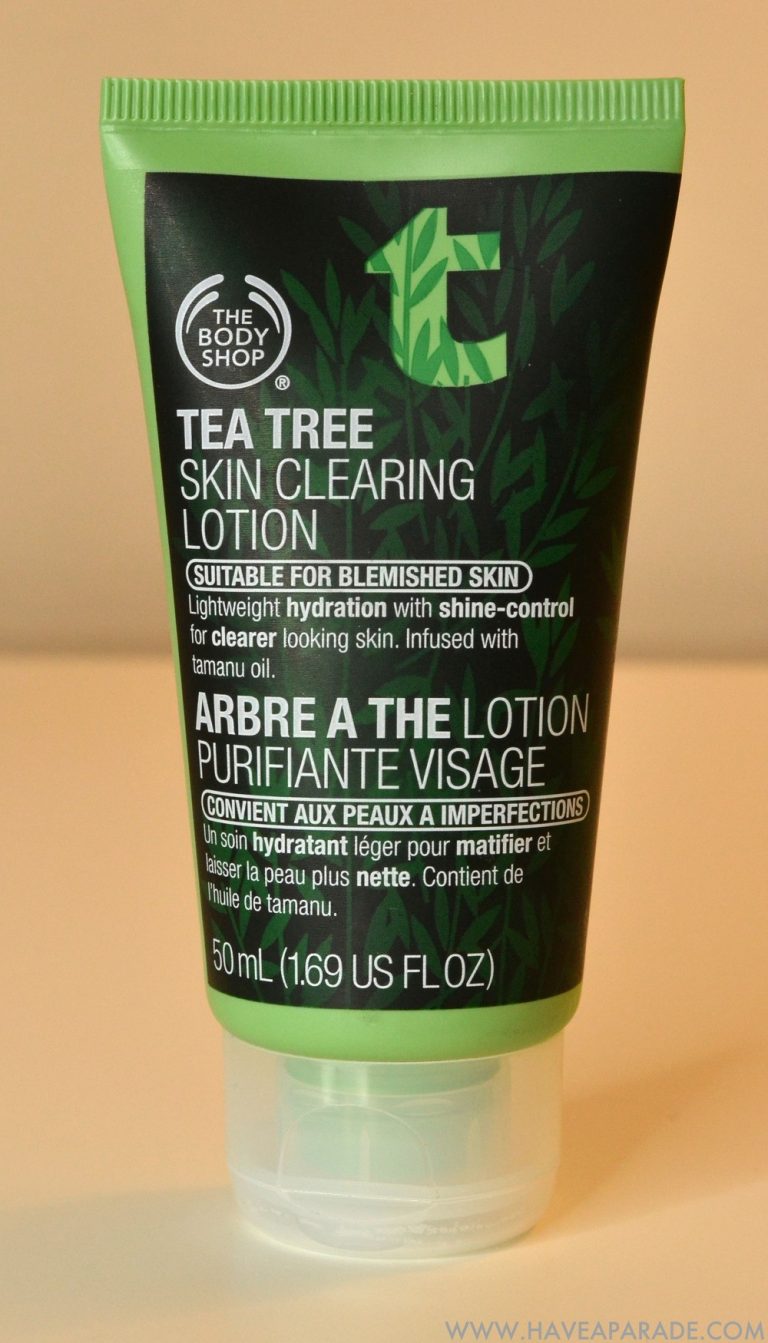 t
THE
BODY
SHOP
®
TEA TREE
SKIN CLEARING
LOTION
SUITABLE FOR BLEMISHED SKIN
Lightweight hydration with shine-control
for clearer looking skin. Infused with
tamanu oil.
ARBRE A THE LOTION
PURIFIANTE VISAGE
CONVIENT AUX PEAUX A IMPERFECTIONS
Un soin hydratant léger pour matifier et
laisser la peau plus nette. Contient de
l'huile de tamanu.
50 mL (1.69 US FL OZ)
WWW.HAVEAPARADE.COM